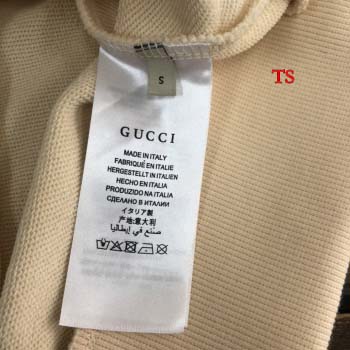 S
TS
GUCCI
MADE IN ITALY
FABRIQUÉ EN ITALIE
HERGESTELLT IN ITALIEN
HECHO EN ITALIA
PRODUZIDO NA ITÁLIA
СДЕЛАНО В ИТАЛИИ
イタリア製
产地:意大利
صنع في إيطاليا